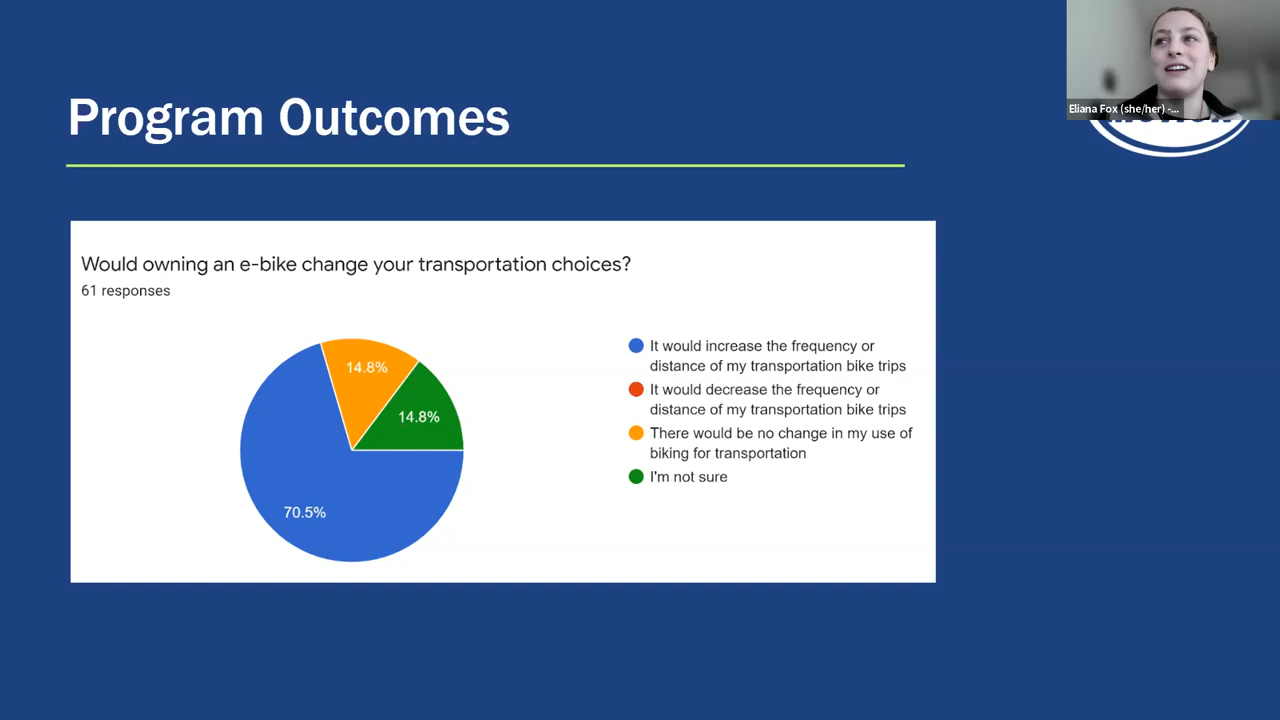 Program Outcomes
Eliana Fox (she/her) -...
Would owning an e-bike change your transportation choices?
61 responses
14.8%
14.8%
70.5%
It would increase the frequency or
distance of my transportation bike trips
It would decrease the frequency or
distance of my transportation bike trips
There would be no change in my use of
biking for transportation
I'm not sure